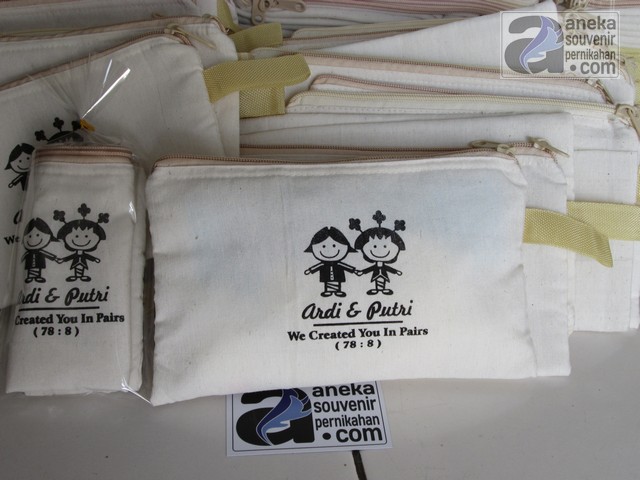 aneka
souvenir
pernikahan
.com
Ardi & Putri
We Created You In Pairs
( 78 : 8 )
Ardi & Putri
Created You In Pairs
( 78 : 8 )
Ardi
We
aneka
souvenir
pernikahan
.com